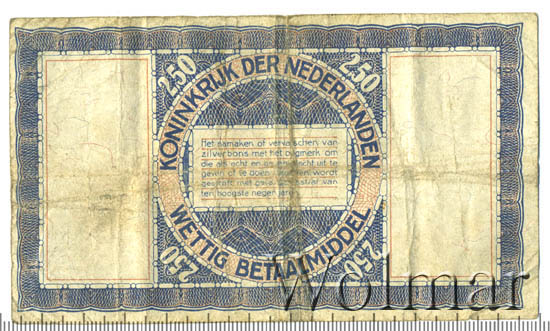 2.50
2.50
KONINKRIJK DER NEDERLANDEN
Het namaken of vervalschen van
zilverbons met het oogmerk om
die als echt en onvervalscht uit te
geven of te doen uitgeven wordt
gestraft met gevangenisstraf van
ten hoogste negen jaren
WETTIG BETAALMIDDEL
2.50
2.50
Wolmar